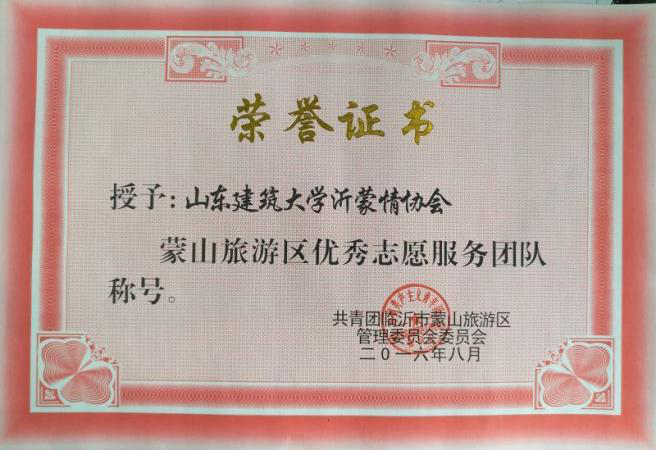 荣誉证书
授予：山东建筑大学沂蒙情协会
蒙山旅游区优秀志愿服务团队
称号。
共青团临沂市蒙山旅游区
管理委员会委员会
二〇一六年八月